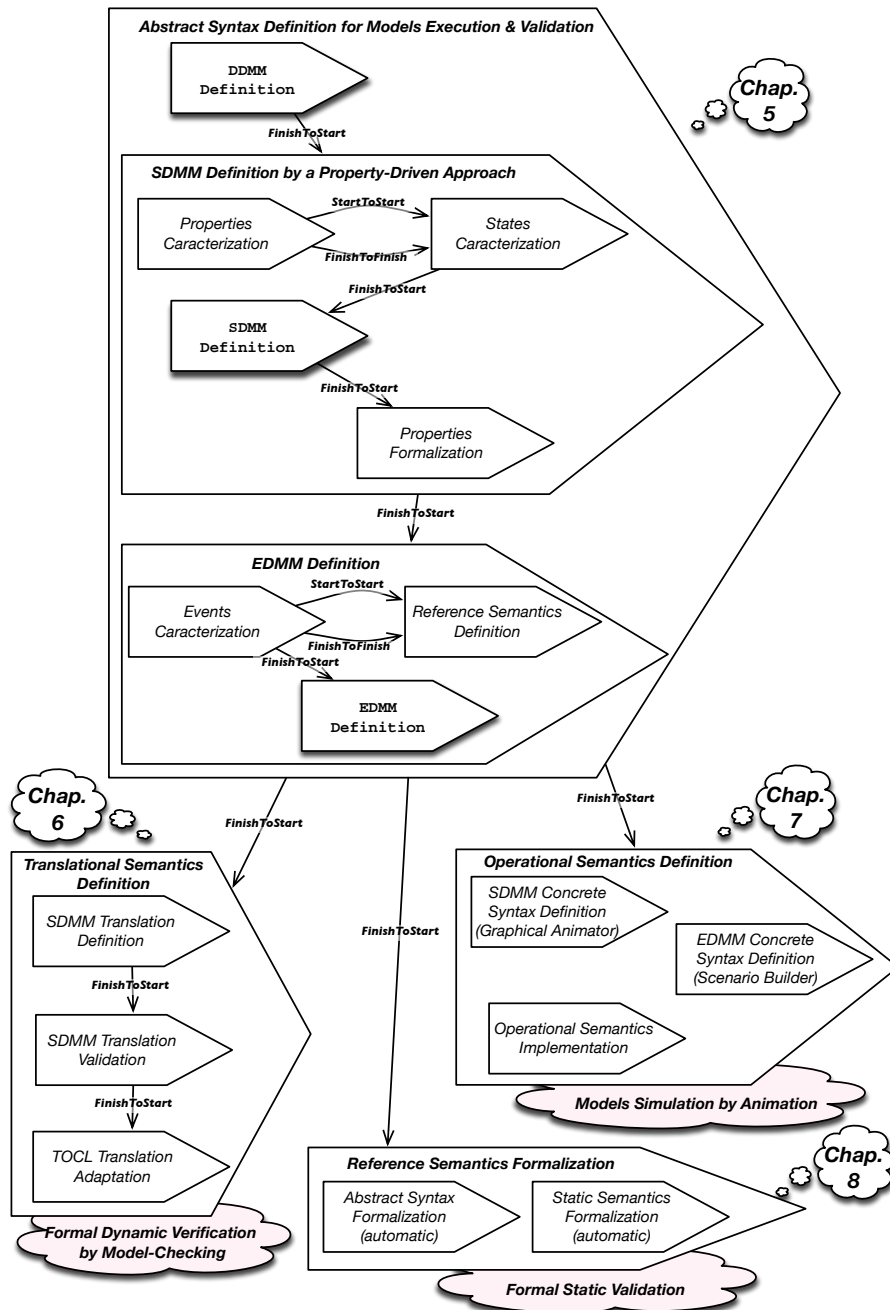 Abstract Syntax Definition for Models Execution & Validation
DDMM
Definition
Chap.
5
FinishToStart
SDMM Definition by a Property-Driven Approach
StartToStart
Properties
Caracterization
States
Caracterization
FinishToFinish
FinishToStart
SDMM
Definition
FinishToStart
Properties
Formalization
FinishToStart
EDMM Definition
StartToStart
Events
Caracterization
Reference Semantics
Definition
FinishToFinish
FinishToStart
EDMM
Definition
Chap.
6
FinishToStart
FinishToStart
Chap.
7
Translational Semantics
Definition
SDMM Translation
Definition
FinishToStart
SDMM Translation
Validation
FinishToStart
TOCL Translation
Adaptation
Formal Dynamic Verification
by Model-Checking
FinishToStart
Operational Semantics Definition
SDMM Concrete
Syntax Definition
(Graphical Animator)
EDMM Concrete
Syntax Definition
(Scenario Builder)
Operational Semantics
Implementation
Models Simulation by Animation
Chap.
8
Reference Semantics Formalization
Abstract Syntax
Formalization
(automatic)
Static Semantics
Formalization
(automatic)
Formal Static Validation